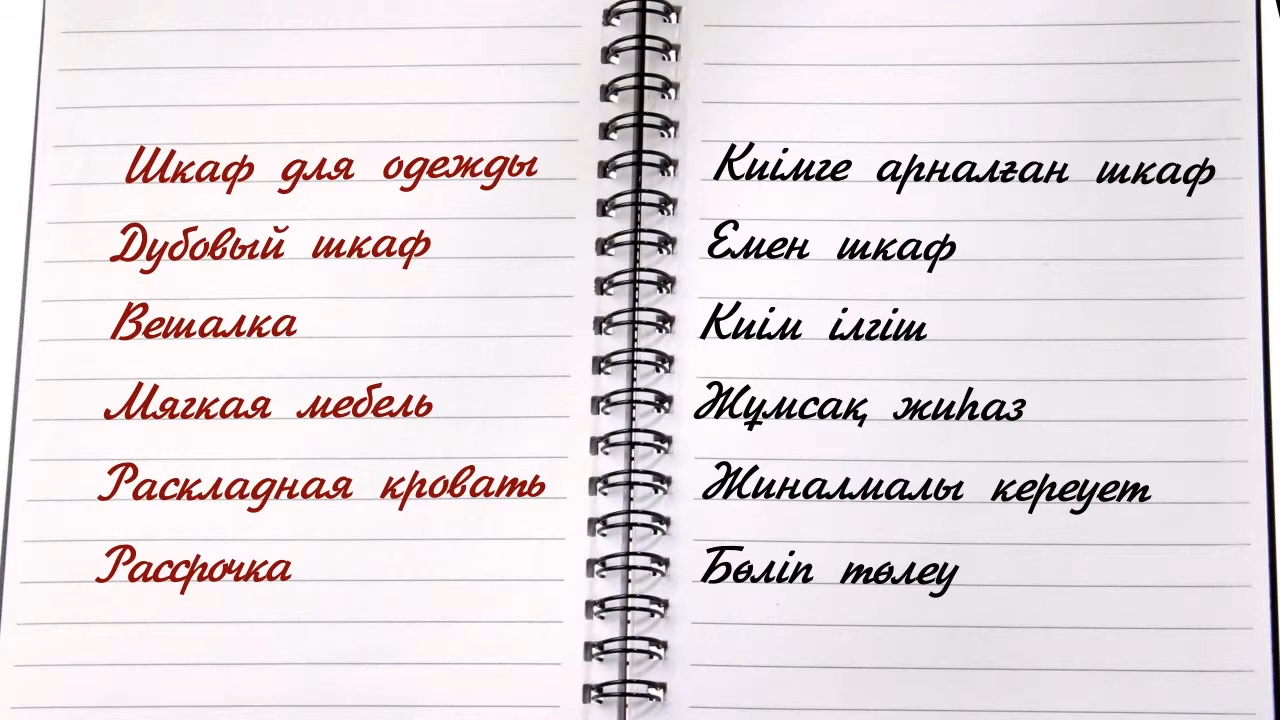 Шкаф для одежды
Дубовый шкаф
Вешалка
Мягкая мебель
Раскладная кровать
Рассрочка
Киімге арналған шкаф
Емен шкаф
Киім ілгіш
Жұмсақ жиһаз
Жиналмалы кереует
Бөліп төлеу